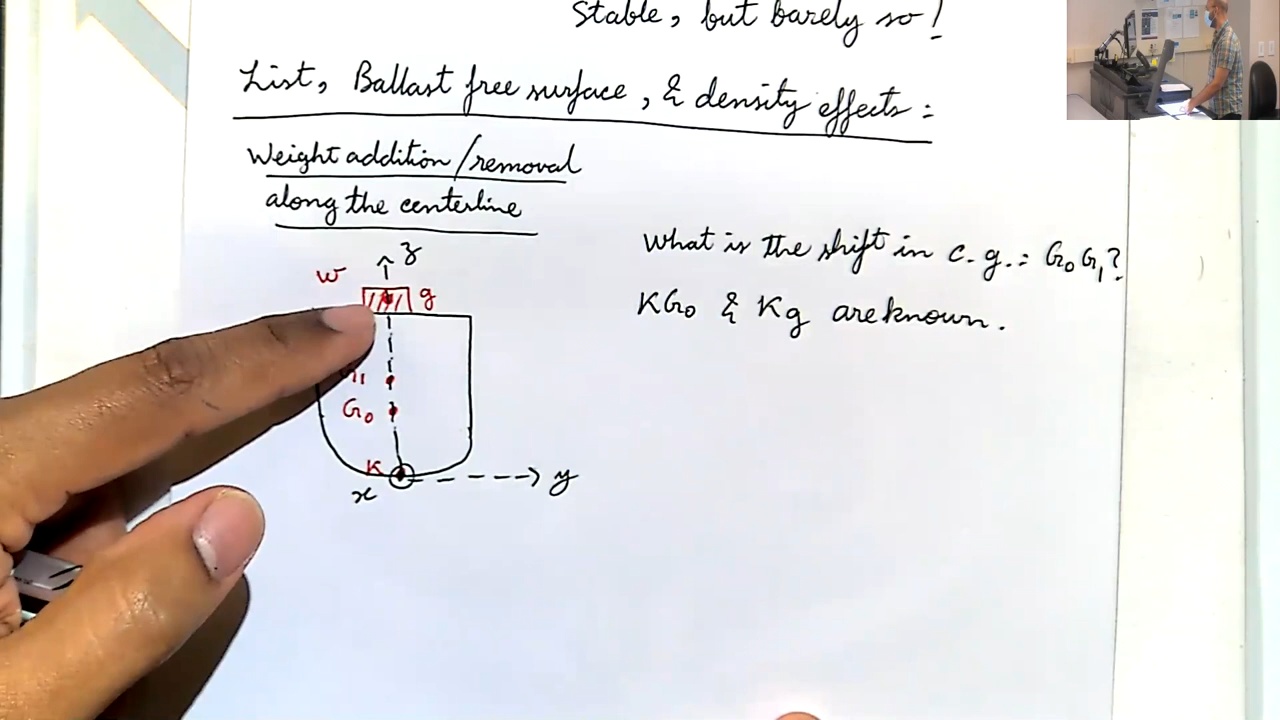 Stable, but barely so!
List, Ballast free surface, & density effects:
Weight addition/removal
along the centerline
z
w
g
What is the shift in c.g.: G₀G₁?
KG₀ & Kg are known.
G₁
G₀
K
x
y